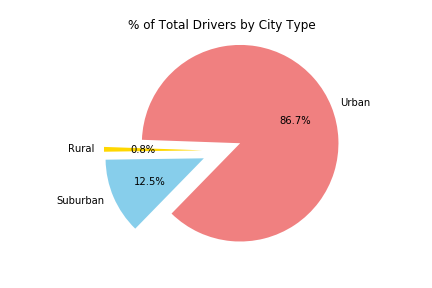 % of Total Drivers by City Type
Urban
86.7%
Rural
0.8%
12.5%
Suburban